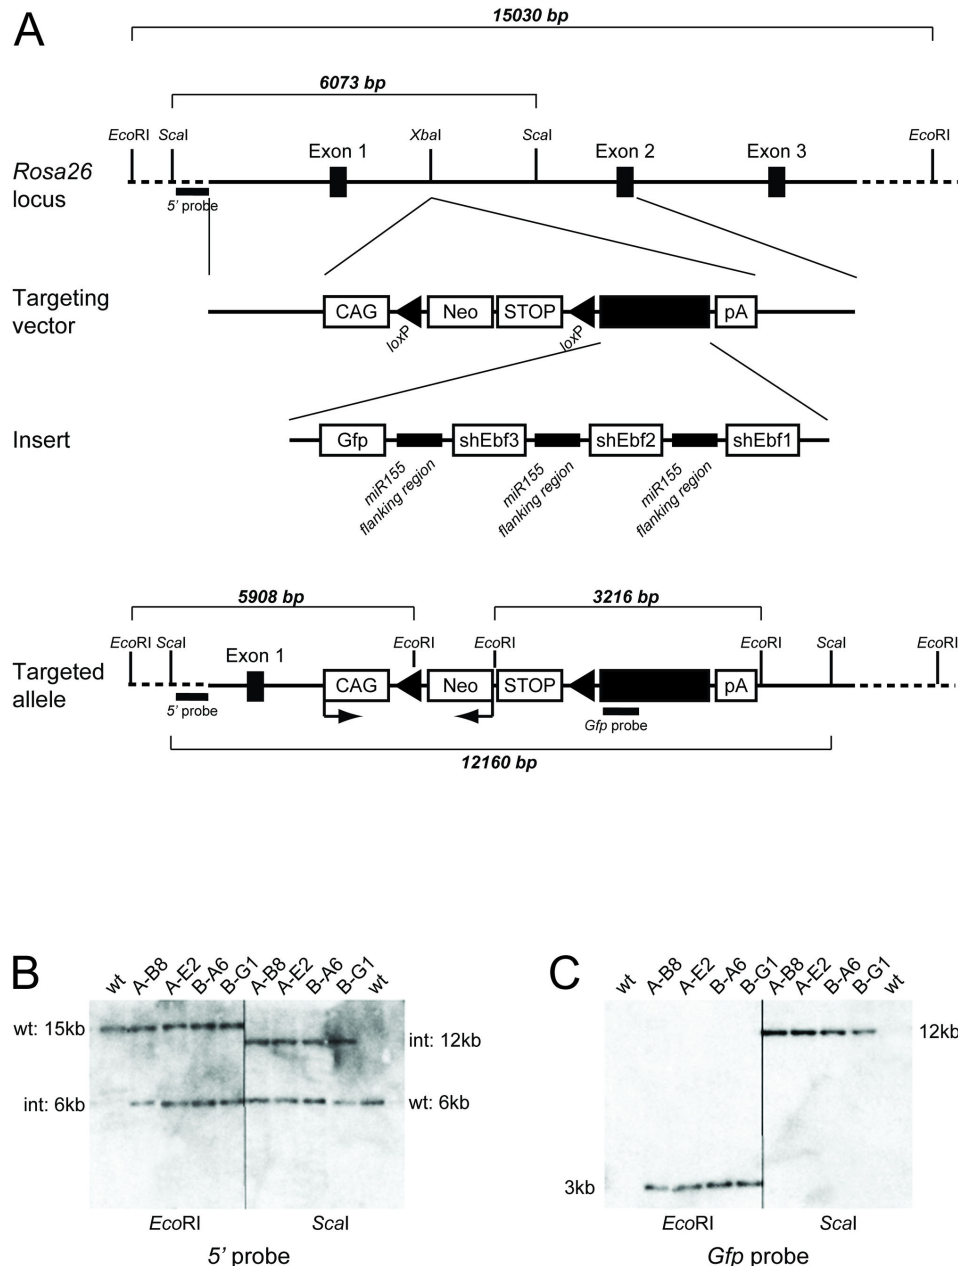 A
15030 bp
6073 bp
EcoRI ScaI XbaI ScaI EcoRI
Exon 1 Exon 2 Exon 3
Rosa26
locus
5' probe
Targeting
vector
CAG Neo STOP pA
loxP loxP
Insert
Gfp shEbf3 shEbf2 shEbf1
miR155
flanking region
miR155
flanking region
miR155
flanking region
5908 bp 3216 bp
EcoRI ScaI EcoRI EcoRI EcoRI ScaI EcoRI
Exon 1
Targeted
allele
CAG Neo STOP pA
5' probe
Gfp probe
12160 bp
B
wt A-B8 A-E2 B-A6 B-G1 A-B8 A-E2 B-A6 B-G1 wt
wt: 15kb
int: 12kb
int: 6kb
wt: 6kb
EcoRI ScaI
5' probe
C
wt A-B8 A-E2 B-A6 B-G1 A-B8 A-E2 B-A6 B-G1 wt
12kb
3kb
EcoRI ScaI
Gfp probe